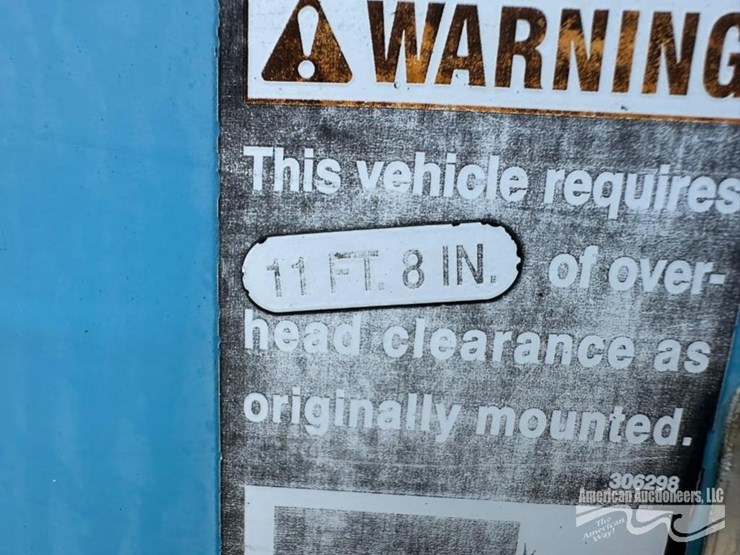 WARNING
This vehicle requires
11 FT. 8 IN. of over-
head clearance as
originally mounted.
306298
American Auctioneers, LLC
The
American
Way!